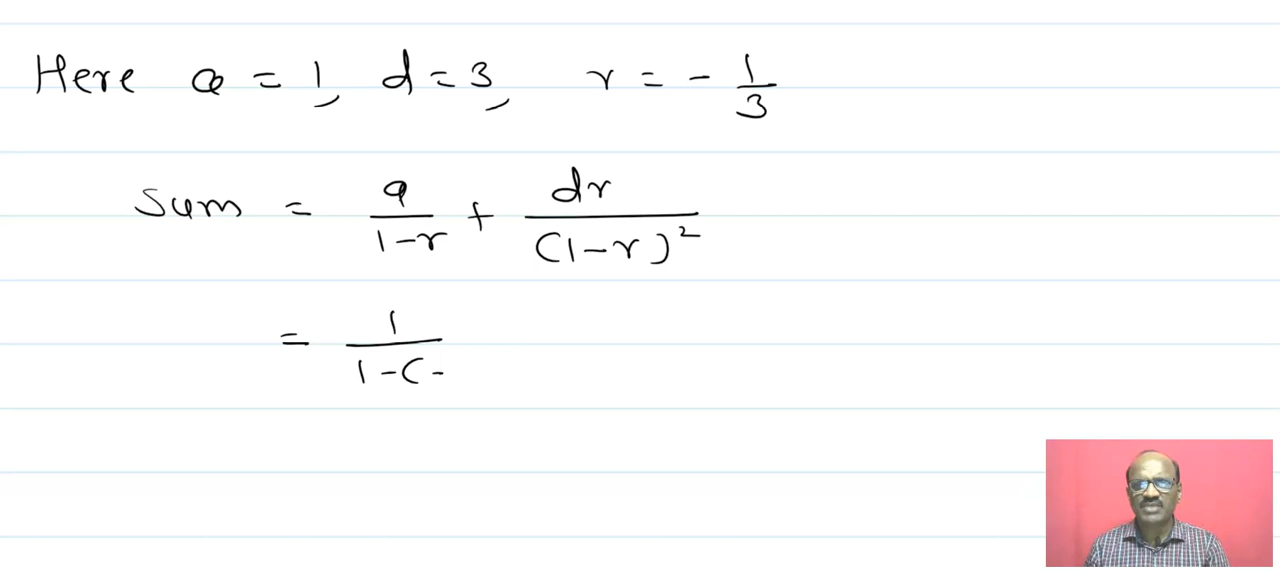 Here a = 1, d = 3, r = - 1/3
Sum = a/(1-r) + dr/(1-r)²
= 1/(1-(-